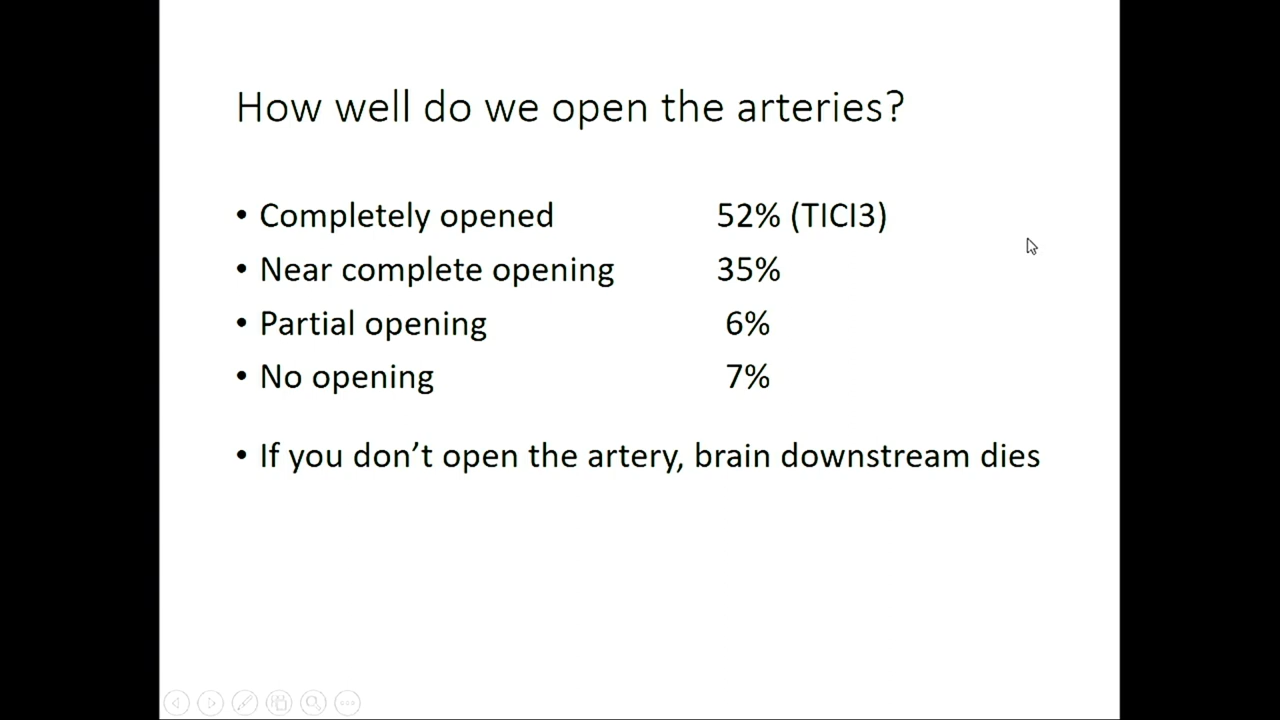 How well do we open the arteries?
• Completely opened 52% (TICI3)
• Near complete opening 35%
• Partial opening 6%
• No opening 7%
• If you don’t open the artery, brain downstream dies